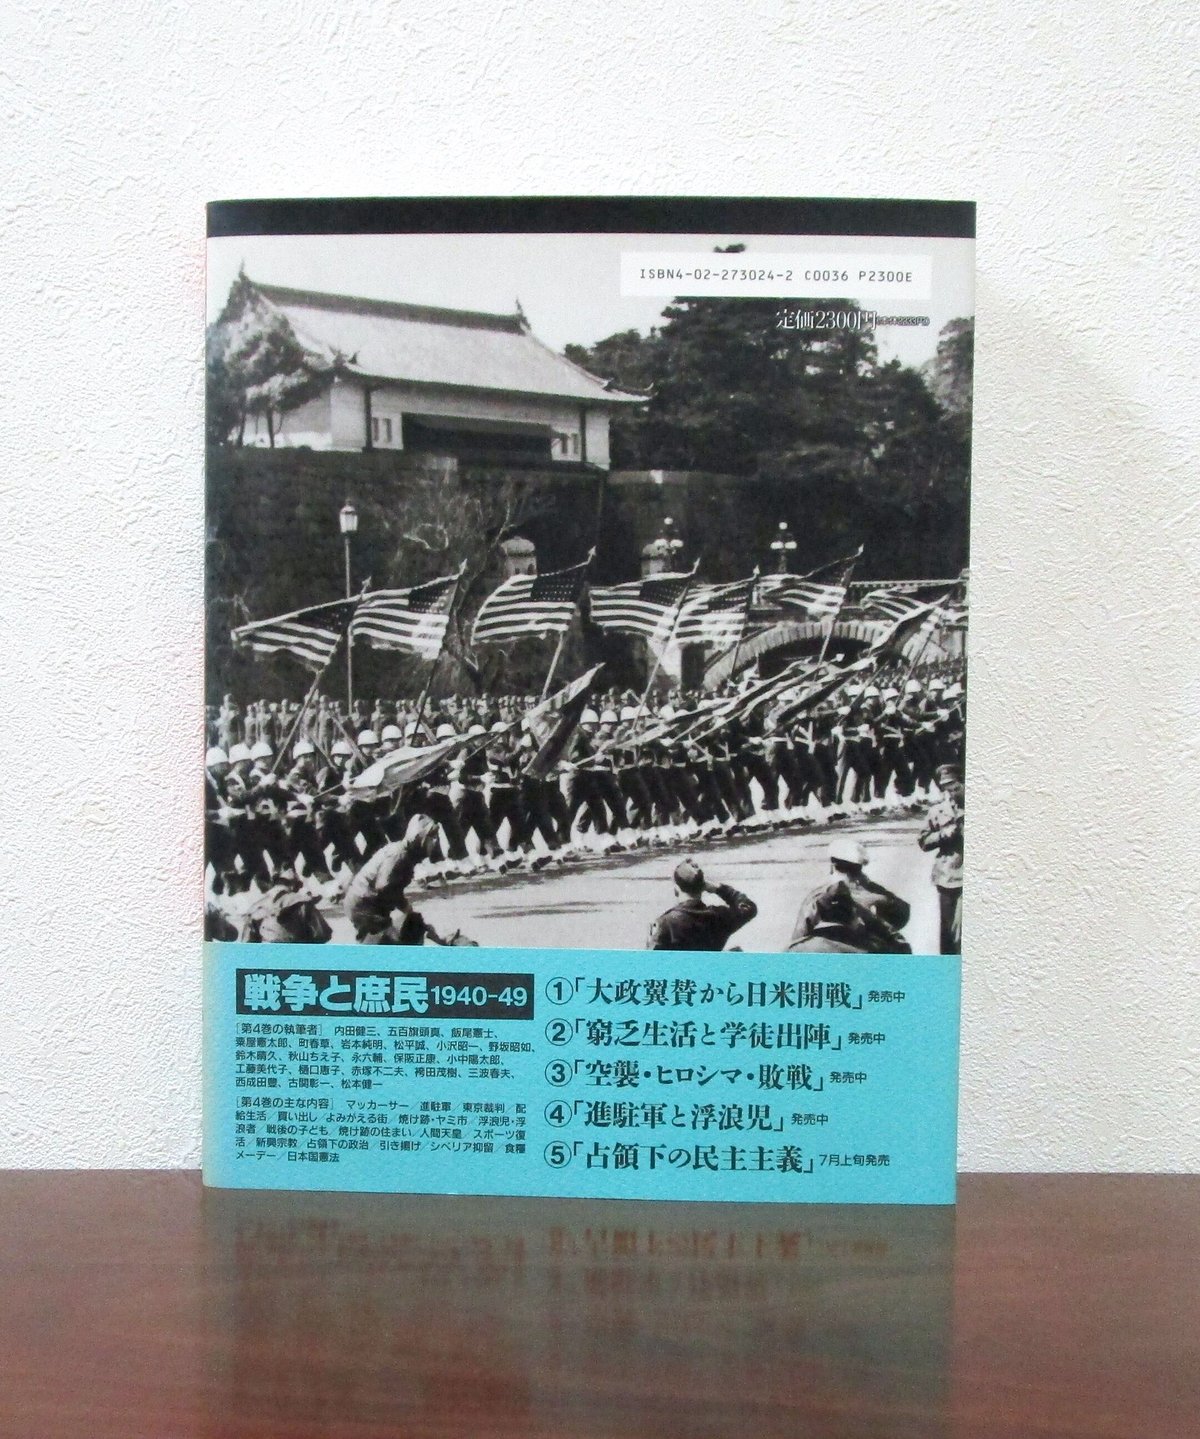 ISBN4-02-273024-2 C0036 P2300E
定価2300円
戦争と庶民1940-49
［第4巻の執筆者］ 内田健三、五百旗頭真、飯尾憲士、
粟屋憲太郎、町春草、岩本純明、松平誠、小沢昭一、野坂昭如、
鈴木晴久、秋山ちえ子、永六輔、保阪正康、小中陽太郎、
工藤美代子、樋口恵子、赤塚不二夫、袴田茂樹、三波春夫、
西成田豊、古関彰一、松本健一
［第4巻の主な内容］ マッカーサー／進駐軍／東京裁判／配
給生活／買い出し／よみがえる街／焼け跡・ヤミ市／浮浪児・浮
浪者／戦後の子ども／焼け跡の住まい／人間天皇／スポーツ復
活／新興宗教／占領下の政治／引き揚げ／シベリア抑留／食糧
メーデー／日本国憲法
①「大政翼賛から日米開戦」発売中
②「窮乏生活と学徒出陣」発売中
③「空襲・ヒロシマ・敗戦」発売中
④「進駐軍と浮浪児」発売中
⑤「占領下の民主主義」7月上旬発売